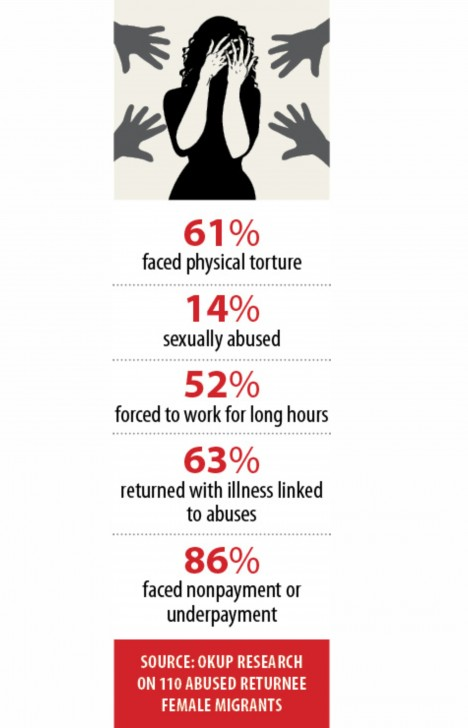 61%
faced physical torture
14%
sexually abused
52%
forced to work for long hours
63%
returned with illness linked
to abuses
86%
faced nonpayment or
underpayment
SOURCE: OKUP RESEARCH
ON 110 ABUSED RETURNEE
FEMALE MIGRANTS